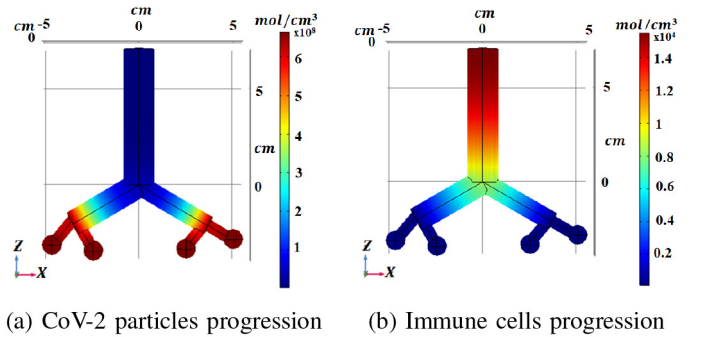 cm
cm -5 0 5
0
mol/cm³
x10⁸
6
5
4
3
2
1
5
cm
0
Z
X
cm
cm -5 0 5
0
mol/cm³
x10⁴
1.4
1.2
1
0.8
0.6
0.4
0.2
5
cm
0
Z
X
(a) CoV-2 particles progression
(b) Immune cells progression